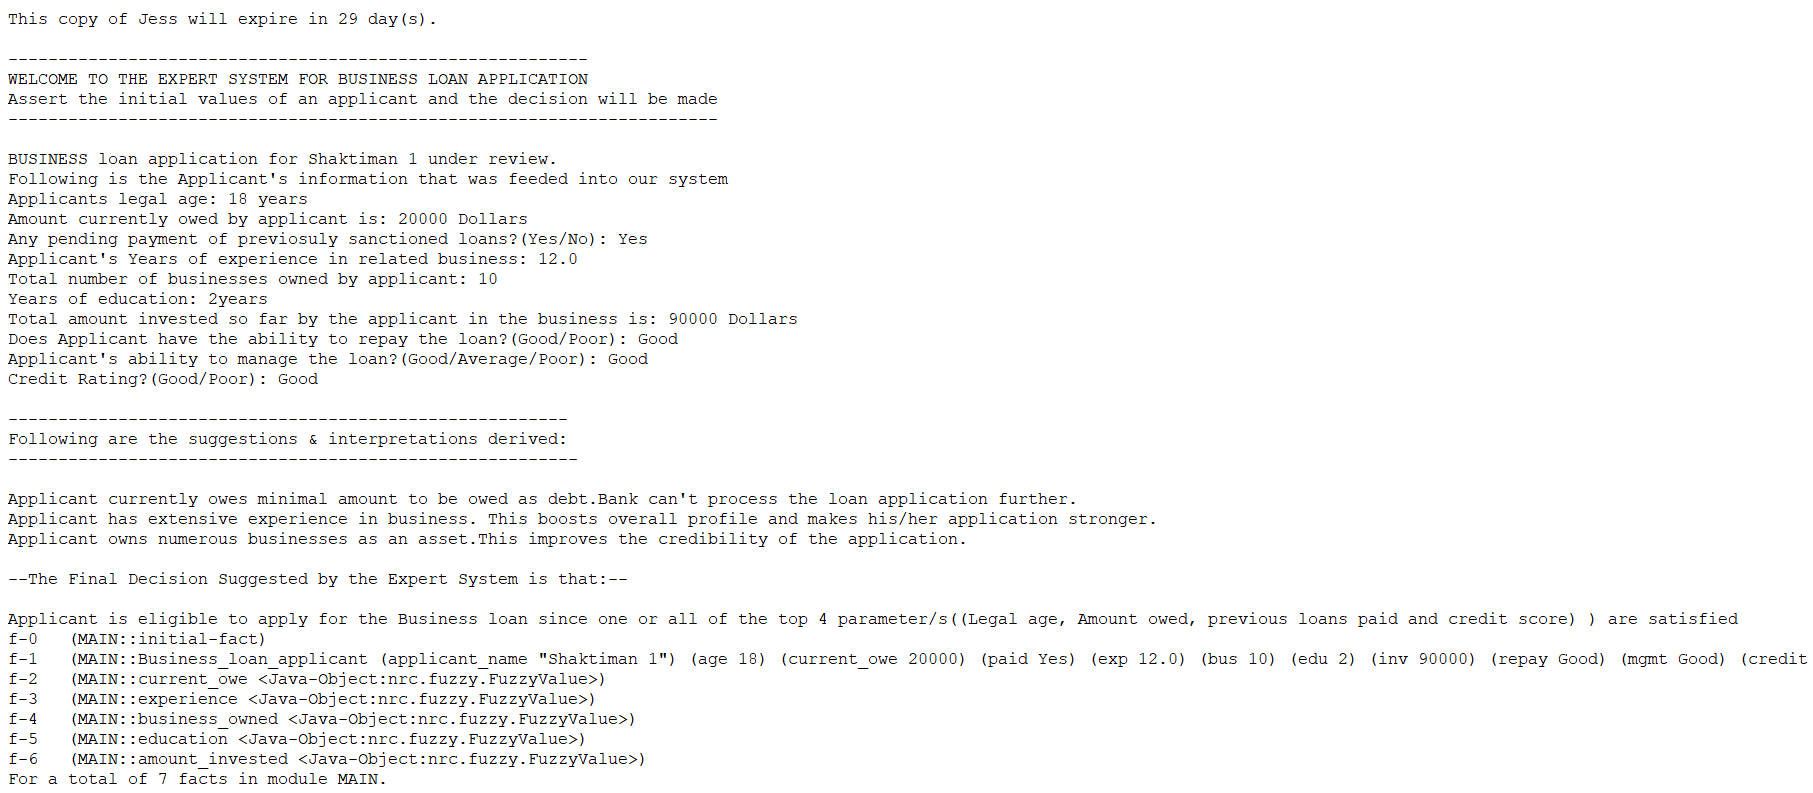 This copy of Jess will expire in 29 day(s).
----------------------------------------------------------
WELCOME TO THE EXPERT SYSTEM FOR BUSINESS LOAN APPLICATION
Assert the initial values of an applicant and the decision will be made
-----------------------------------------------------------------------
BUSINESS loan application for Shaktiman 1 under review.
Following is the Applicant's information that was feeded into our system
Applicants legal age: 18 years
Amount currently owed by applicant is: 20000 Dollars
Any pending payment of previosuly sanctioned loans?(Yes/No): Yes
Applicant's Years of experience in related business: 12.0
Total number of businesses owned by applicant: 10
Years of education: 2years
Total amount invested so far by the applicant in the business is: 90000 Dollars
Does Applicant have the ability to repay the loan?(Good/Poor): Good
Applicant's ability to manage the loan?(Good/Average/Poor): Good
Credit Rating?(Good/Poor): Good
--------------------------------------------------------
Following are the suggestions & interpretations derived:
---------------------------------------------------------
Applicant currently owes minimal amount to be owed as debt.Bank can't process the loan application further.
Applicant has extensive experience in business. This boosts overall profile and makes his/her application stronger.
Applicant owns numerous businesses as an asset.This improves the credibility of the application.
--The Final Decision Suggested by the Expert System is that:--
Applicant is eligible to apply for the Business loan since one or all of the top 4 parameter/s((Legal age, Amount owed, previous loans paid and credit score) ) are satisfied
f-0   (MAIN::initial-fact)
f-1   (MAIN::Business_loan_applicant (applicant_name "Shaktiman 1") (age 18) (current_owe 20000) (paid Yes) (exp 12.0) (bus 10) (edu 2) (inv 90000) (repay Good) (mgmt Good) (credit
f-2   (MAIN::current_owe <Java-Object:nrc.fuzzy.FuzzyValue>)
f-3   (MAIN::experience <Java-Object:nrc.fuzzy.FuzzyValue>)
f-4   (MAIN::business_owned <Java-Object:nrc.fuzzy.FuzzyValue>)
f-5   (MAIN::education <Java-Object:nrc.fuzzy.FuzzyValue>)
f-6   (MAIN::amount_invested <Java-Object:nrc.fuzzy.FuzzyValue>)
For a total of 7 facts in module MAIN.